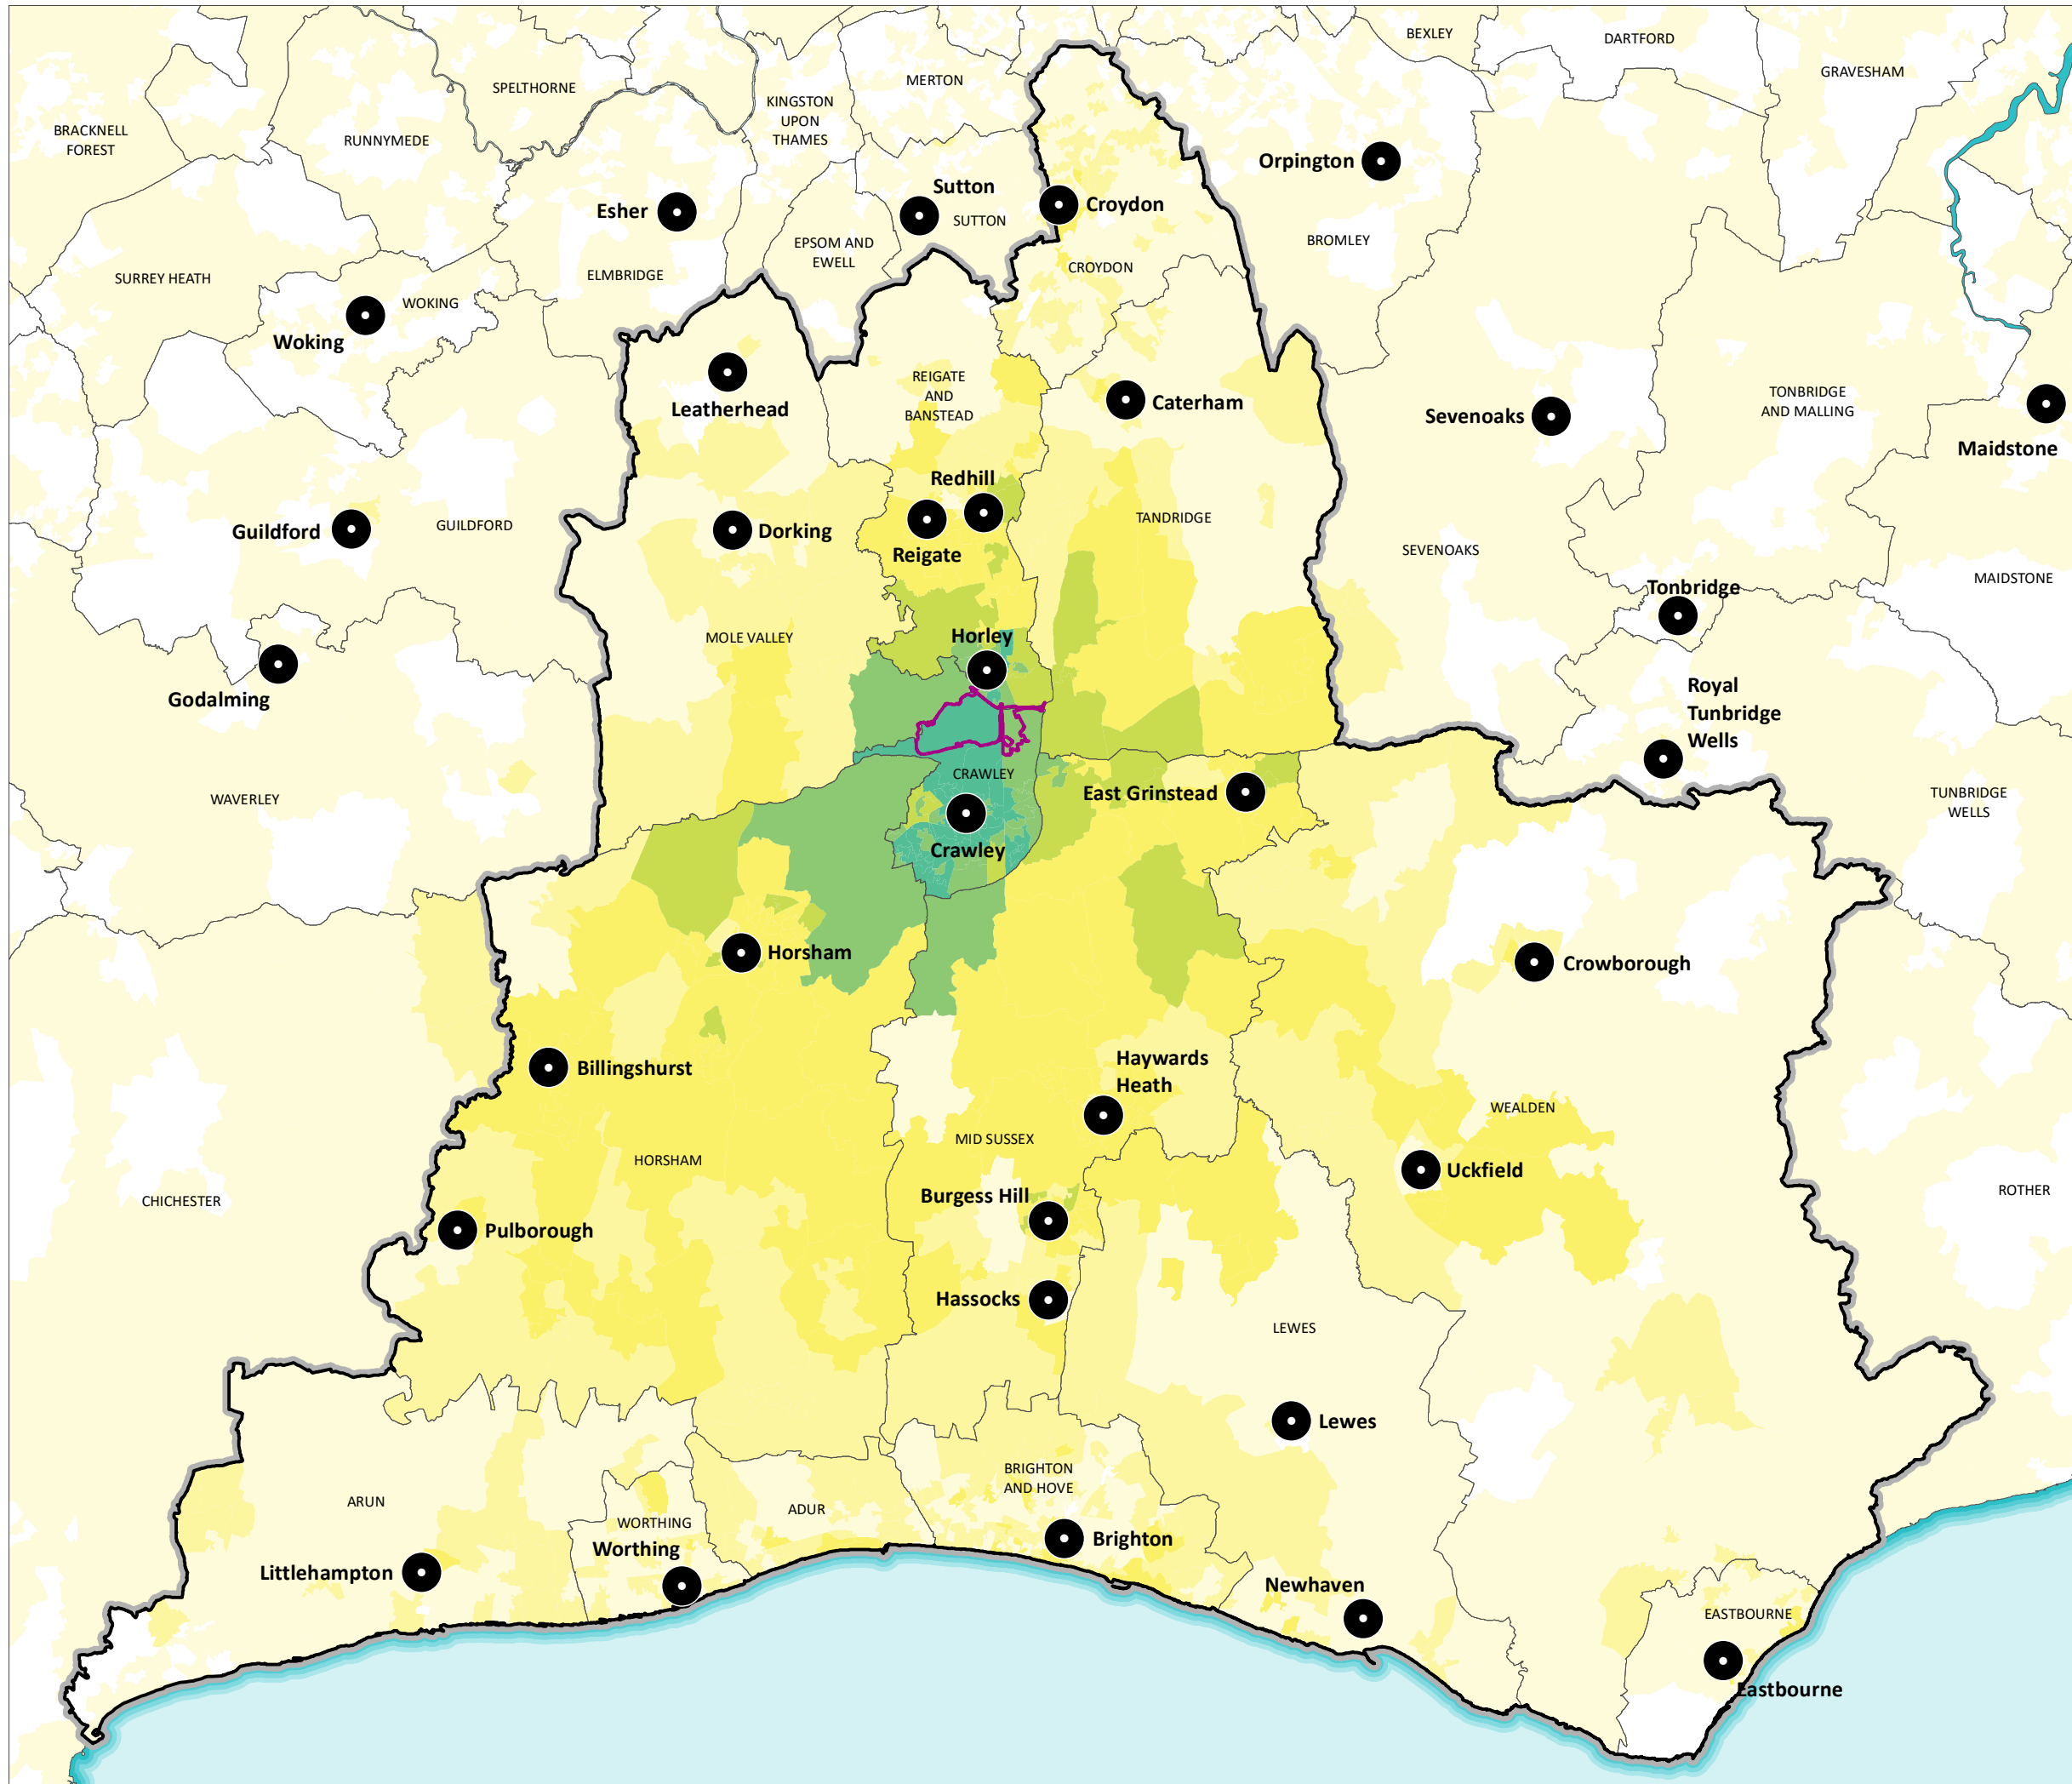 BEXLEY
DARTFORD
GRAVESHAM
MERTON
SPELTHORNE
KINGSTON
UPON
THAMES
BRACKNELL
FOREST
RUNNYMEDE
Orpington
Sutton
SUTTON
Croydon
Esher
EPSOM AND
EWELL
BROMLEY
CROYDON
SURREY HEATH
ELMBRIDGE
WOKING
Woking
REIGATE
AND
BANSTEAD
Leatherhead
Caterham
Sevenoaks
TONBRIDGE
AND MALLING
Maidstone
Redhill
Guildford
GUILDFORD
Dorking
TANDRIDGE
Reigate
SEVENOAKS
MAIDSTONE
Tonbridge
MOLE VALLEY
Horley
Godalming
Royal
Tunbridge
Wells
CRAWLEY
East Grinstead
WAVERLEY
TUNBRIDGE
WELLS
Crawley
Horsham
Crowborough
Billingshurst
Haywards
Heath
WEALDEN
MID SUSSEX
HORSHAM
Uckfield
CHICHESTER
Burgess Hill
ROTHER
Pulborough
Hassocks
LEWES
Lewes
BRIGHTON
AND HOVE
ARUN
ADUR
WORTHING
Worthing
Brighton
Littlehampton
Newhaven
EASTBOURNE
Eastbourne